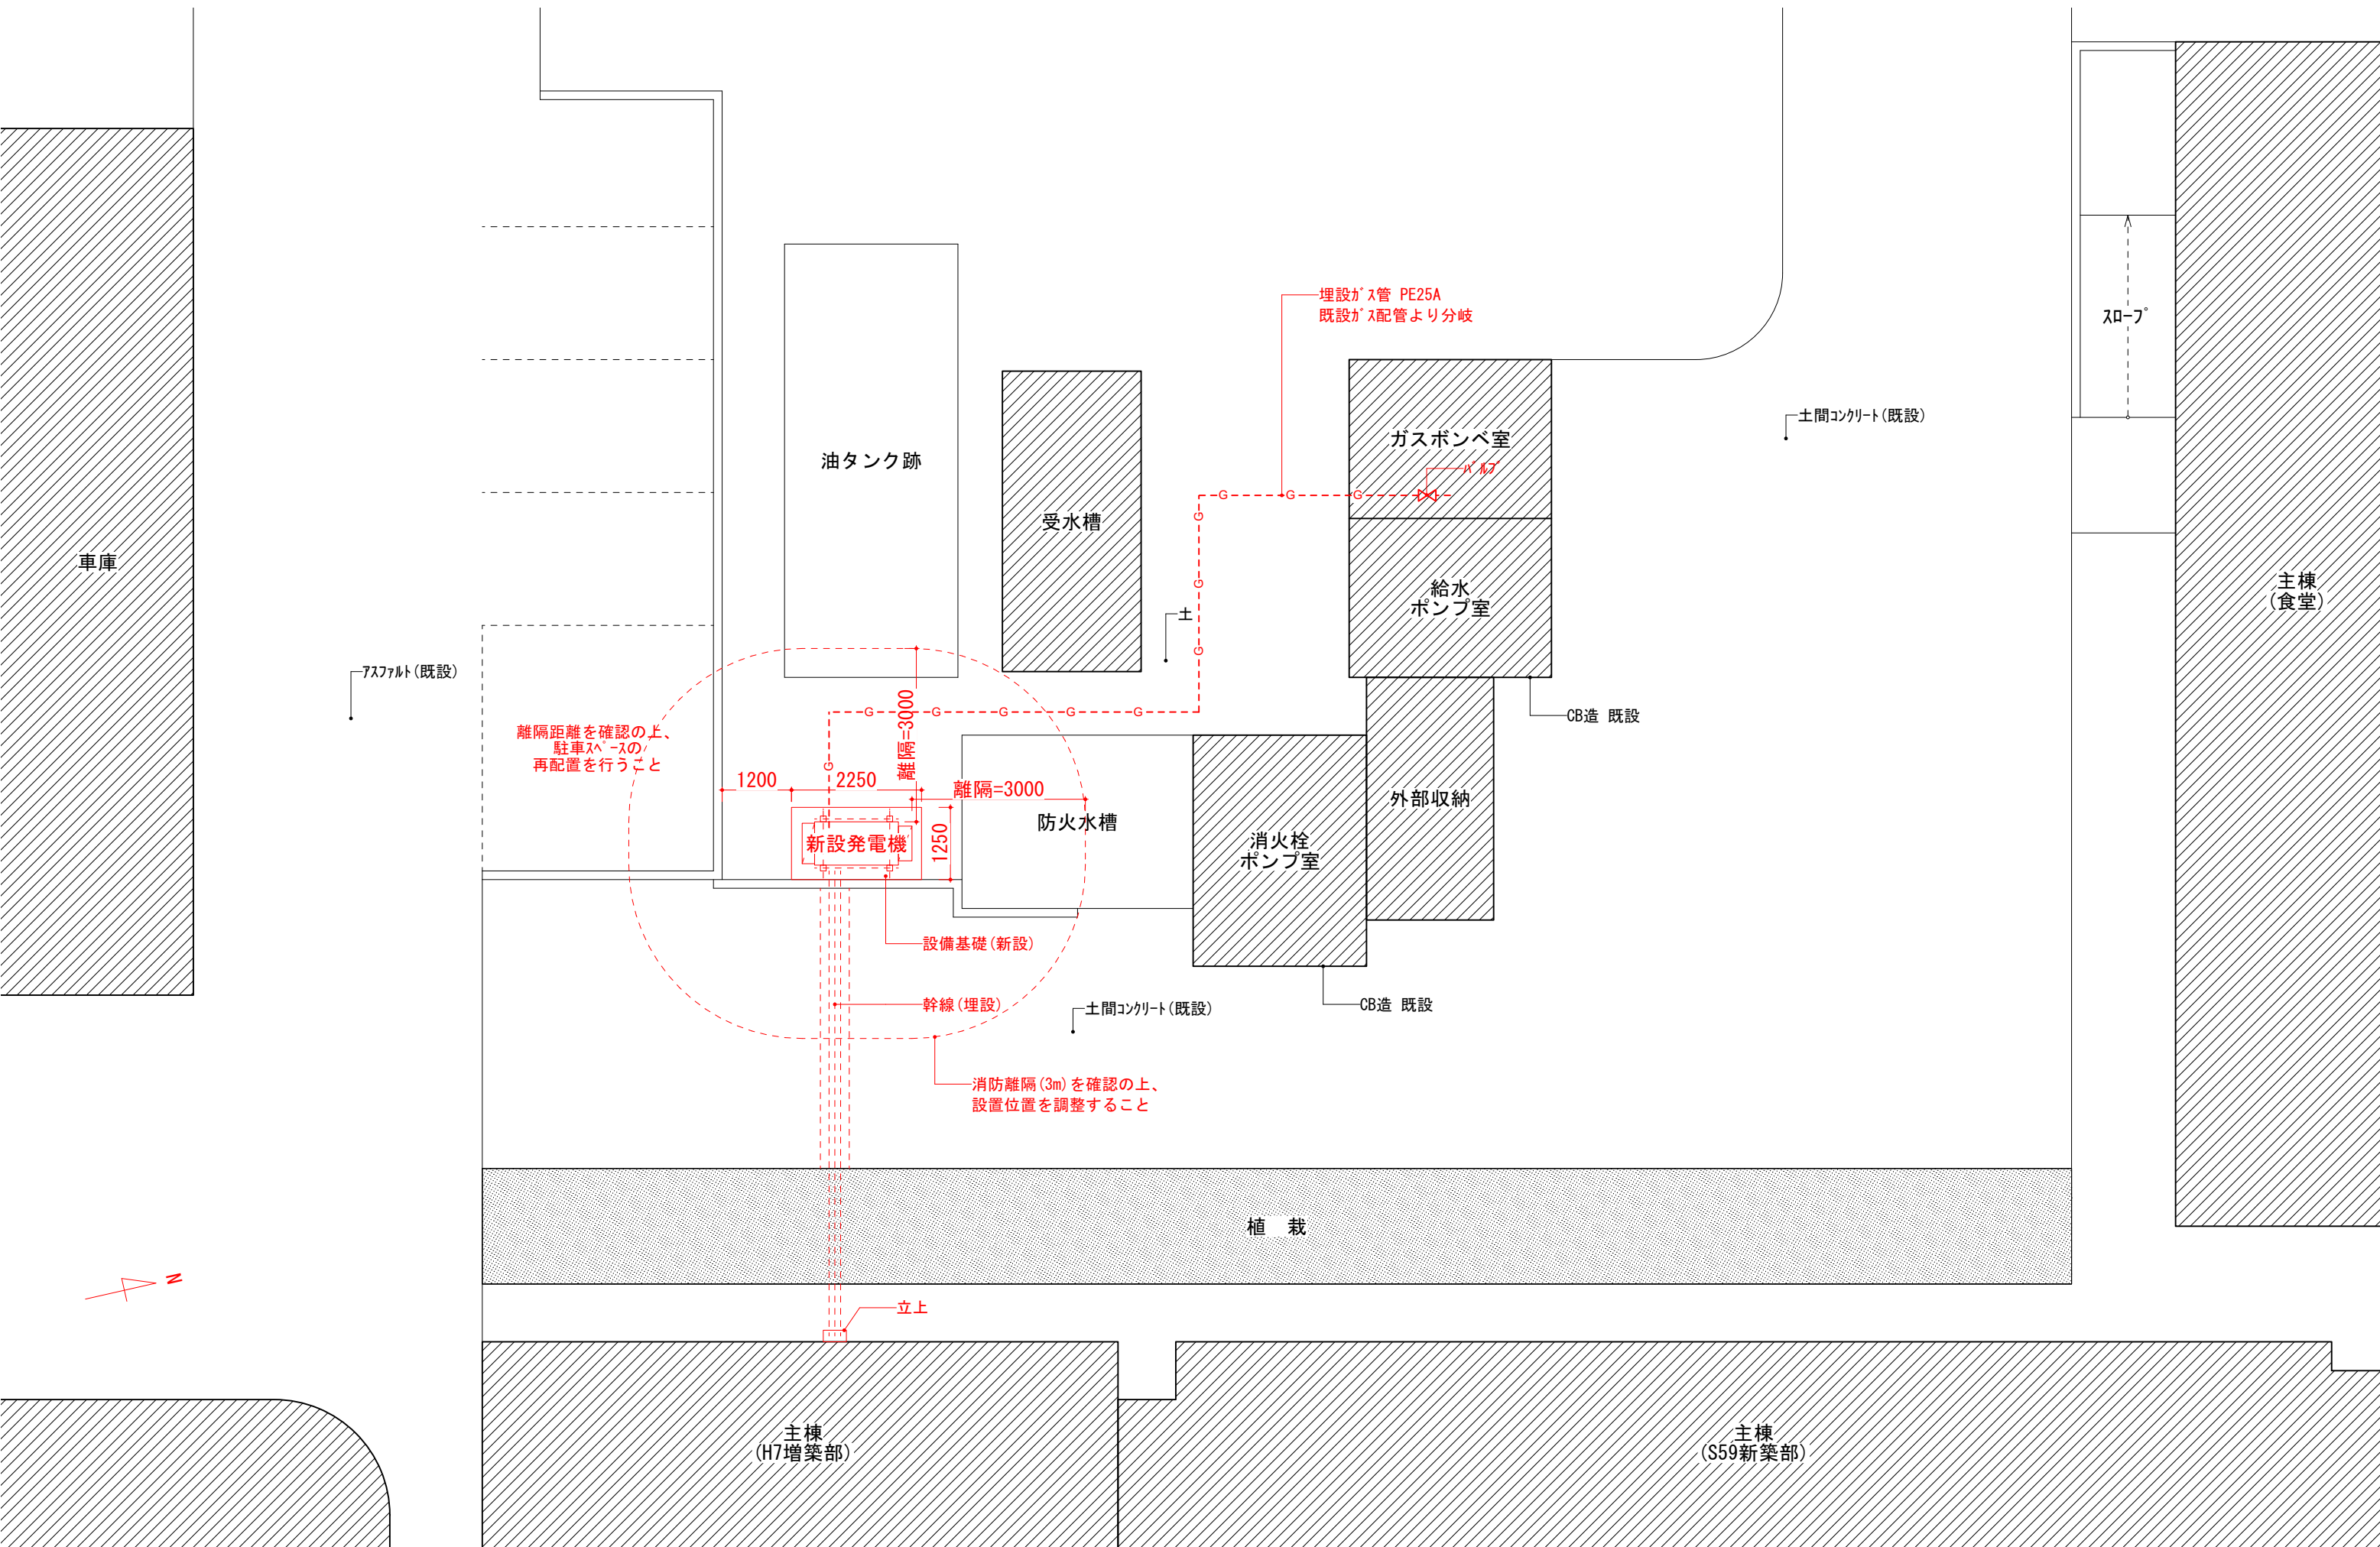 埋設ｶﾞｽ管 PE25A
既設ｶﾞｽ配管より分岐
スロープ
土間ｺﾝｸﾘｰﾄ(既設)
ガスボンベ室
ﾊﾞﾙﾌﾞ
油タンク跡
G G G
受水槽
G
車庫
G
給水
ポンプ室
主棟
(食堂)
土
G
ｱｽﾌｧﾙﾄ(既設)
G G G G G
CB造 既設
離隔距離を確認の上、
駐車ｽﾍﾟｰｽの
再配置を行うこと
離隔=3000
G
1200
2250
離隔=3000
外部収納
防火水槽
新設発電機
1250
消火栓
ポンプ室
設備基礎(新設)
幹線(埋設)
土間ｺﾝｸﾘｰﾄ(既設)
CB造 既設
消防離隔(3m)を確認の上、
設置位置を調整すること
植　栽
N
立上
主棟
(H7増築部)
主棟
(S59新築部)